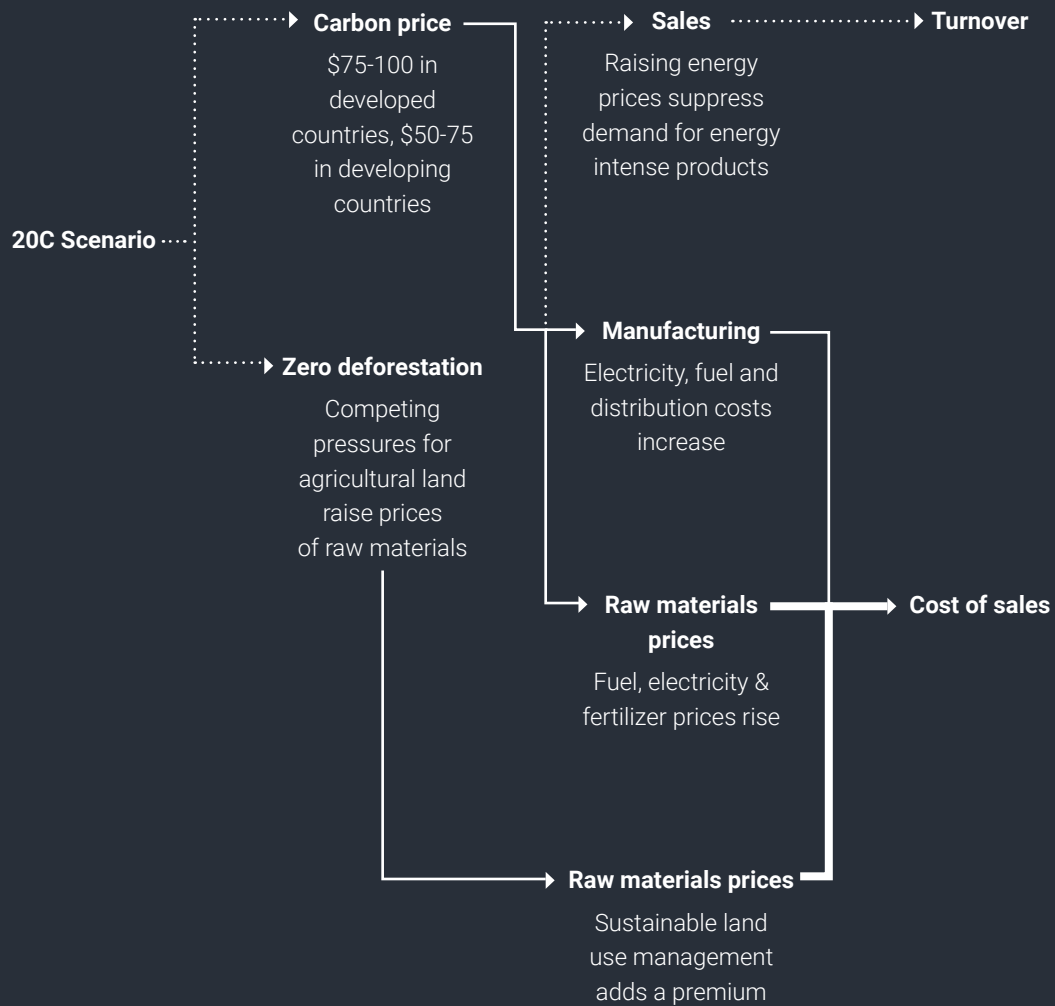 Carbon price
$75-100 in
developed
countries, $50-75
in developing
countries
Sales
Raising energy
prices suppress
demand for energy
intense products
Turnover
20C Scenario
Zero deforestation
Competing
pressures for
agricultural land
raise prices
of raw materials
Manufacturing
Electricity, fuel and
distribution costs
increase
Raw materials
prices
Fuel, electricity &
fertilizer prices rise
Cost of sales
Raw materials prices
Sustainable land
use management
adds a premium